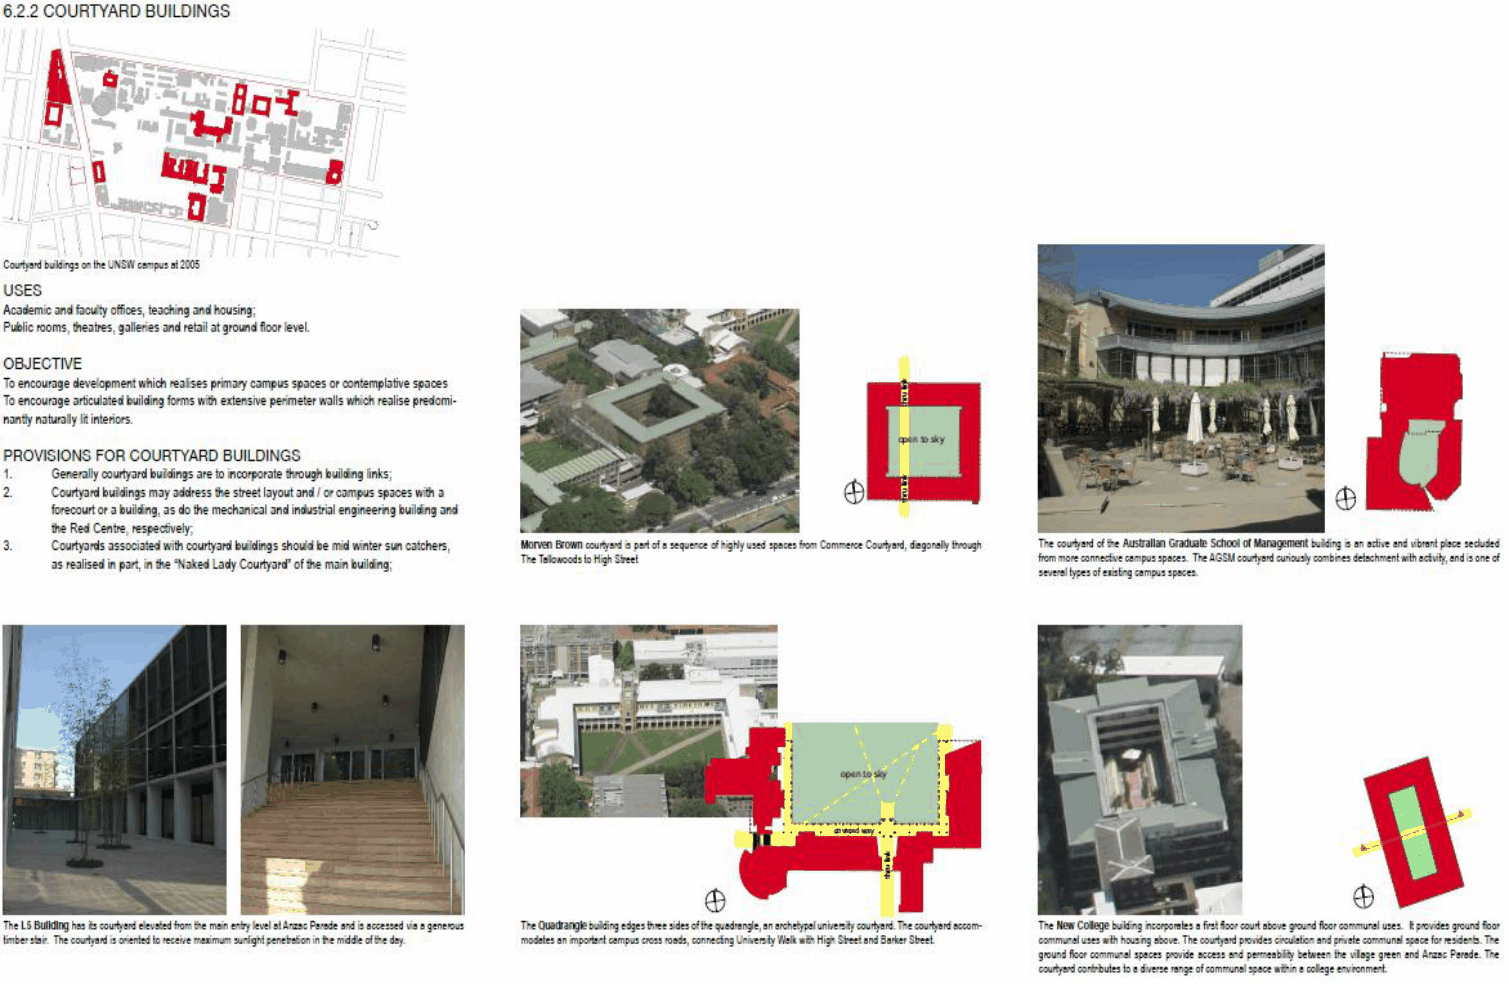 6.2.2 COURTYARD BUILDINGS
Courtyard buildings on the UNSW campus at 2005
USES
Academic and faculty offices, teaching and housing;
Public rooms, theatres, galleries and retail at ground floor level.
OBJECTIVE
To encourage development which realises primary campus spaces or contemplative spaces
To encourage articulated building forms with extensive perimeter walls which realise predomi-
nantly naturally lit interiors.
PROVISIONS FOR COURTYARD BUILDINGS
1. Generally courtyard buildings are to incorporate through building links;
2. Courtyard buildings may address the street layout and / or campus spaces with a
forecourt or a building, as do the mechanical and industrial engineering building and
the Red Centre, respectively;
3. Courtyards associated with courtyard buildings should be mid winter sun catchers,
as realised in part, in the "Naked Lady Courtyard" of the main building;
The L5 Building has its courtyard elevated from the main entry level at Anzac Parade and is accessed via a generous
timber stair. The courtyard is oriented to receive maximum sunlight penetration in the middle of the day.
thru link
open to sky
thru link
Morven Brown courtyard is part of a sequence of highly used spaces from Commerce Courtyard, diagonally through
The Tallowoods to High Street
open to sky
covered way
thru link
The Quadrangle building edges three sides of the quadrangle, an archetypal university courtyard. The courtyard accom-
modates an important campus cross roads, connecting University Walk with High Street and Barker Street.
The courtyard of the Australian Graduate School of Management building is an active and vibrant place secluded
from more connective campus spaces. The AGSM courtyard curiously combines detachment with activity, and is one of
several types of existing campus spaces.
The New College building incorporates a first floor court above ground floor communal uses. It provides ground floor
communal uses with housing above. The courtyard provides circulation and private communal space for residents. The
ground floor communal spaces provide access and permeability between the village green and Anzac Parade. The
courtyard contributes to a diverse range of communal space within a college environment.